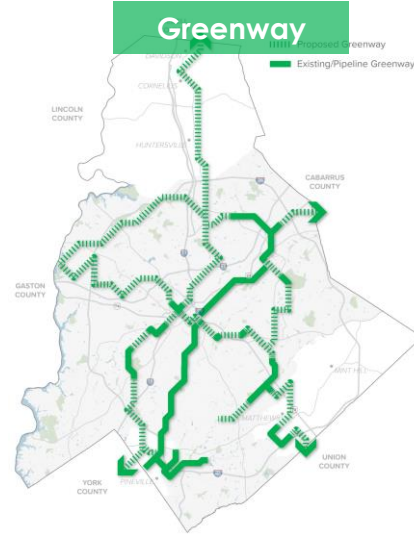 Greenway
Proposed Greenway
Existing/Pipeline Greenway
DAVIDSON
CORNELIUS
LINCOLN
COUNTY
HUNTERSVILLE
CABARRUS
COUNTY
GASTON
COUNTY
MINT HILL
MATTHEWS
UNION
COUNTY
YORK
COUNTY
PINEVILLE